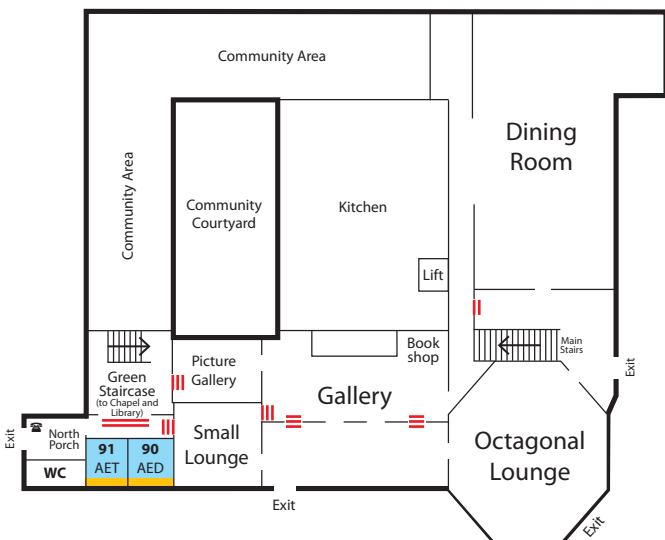 Community Area
Community Area
Community
Courtyard
Kitchen
Dining
Room
Lift
Book
shop
Main
Stairs
Picture
Gallery
Green
Staircase
(to Chapel and
Library)
Gallery
Exit
North
Porch
Exit
91
AET
90
AED
Small
Lounge
Octagonal
Lounge
WC
Exit
Exit